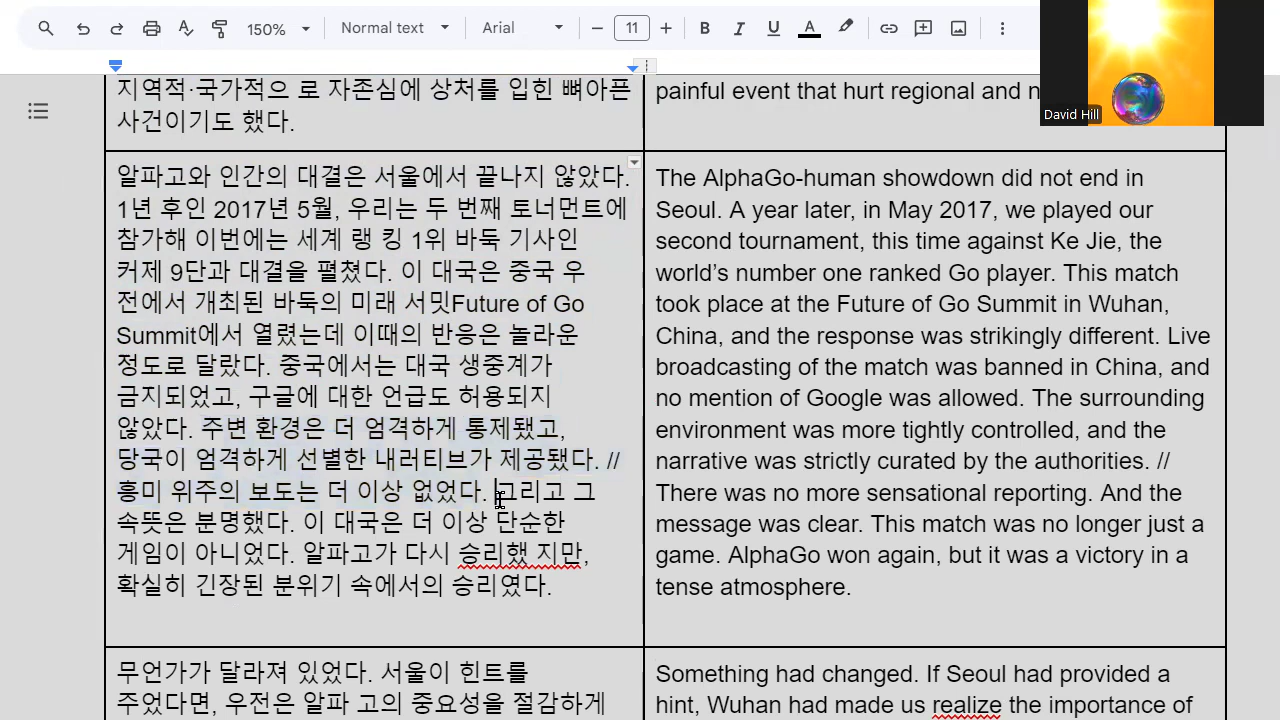 150%
Normal text
Arial
11
B
I
U
A
David Hill
지역적·국가적으 로 자존심에 상처를 입힌 뼈아픈
사건이기도 했다.
painful event that hurt regional and n
알파고와 인간의 대결은 서울에서 끝나지 않았다.
1년 후인 2017년 5월, 우리는 두 번째 토너먼트에
참가해 이번에는 세계 랭 킹 1위 바둑 기사인
커제 9단과 대결을 펼쳤다. 이 대국은 중국 우
전에서 개최된 바둑의 미래 서밋Future of Go
Summit에서 열렸는데 이때의 반응은 놀라운
정도로 달랐다. 중국에서는 대국 생중계가
금지되었고, 구글에 대한 언급도 허용되지
않았다. 주변 환경은 더 엄격하게 통제됐고,
당국이 엄격하게 선별한 내러티브가 제공됐다. //
흥미 위주의 보도는 더 이상 없었다. 그리고 그
속뜻은 분명했다. 이 대국은 더 이상 단순한
게임이 아니었다. 알파고가 다시 승리했 지만,
확실히 긴장된 분위기 속에서의 승리였다.
The AlphaGo-human showdown did not end in
Seoul. A year later, in May 2017, we played our
second tournament, this time against Ke Jie, the
world’s number one ranked Go player. This match
took place at the Future of Go Summit in Wuhan,
China, and the response was strikingly different. Live
broadcasting of the match was banned in China, and
no mention of Google was allowed. The surrounding
environment was more tightly controlled, and the
narrative was strictly curated by the authorities. //
There was no more sensational reporting. And the
message was clear. This match was no longer just a
game. AlphaGo won again, but it was a victory in a
tense atmosphere.
무언가가 달라져 있었다. 서울이 힌트를
주었다면, 우전은 알파 고의 중요성을 절감하게
Something had changed. If Seoul had provided a
hint, Wuhan had made us realize the importance of